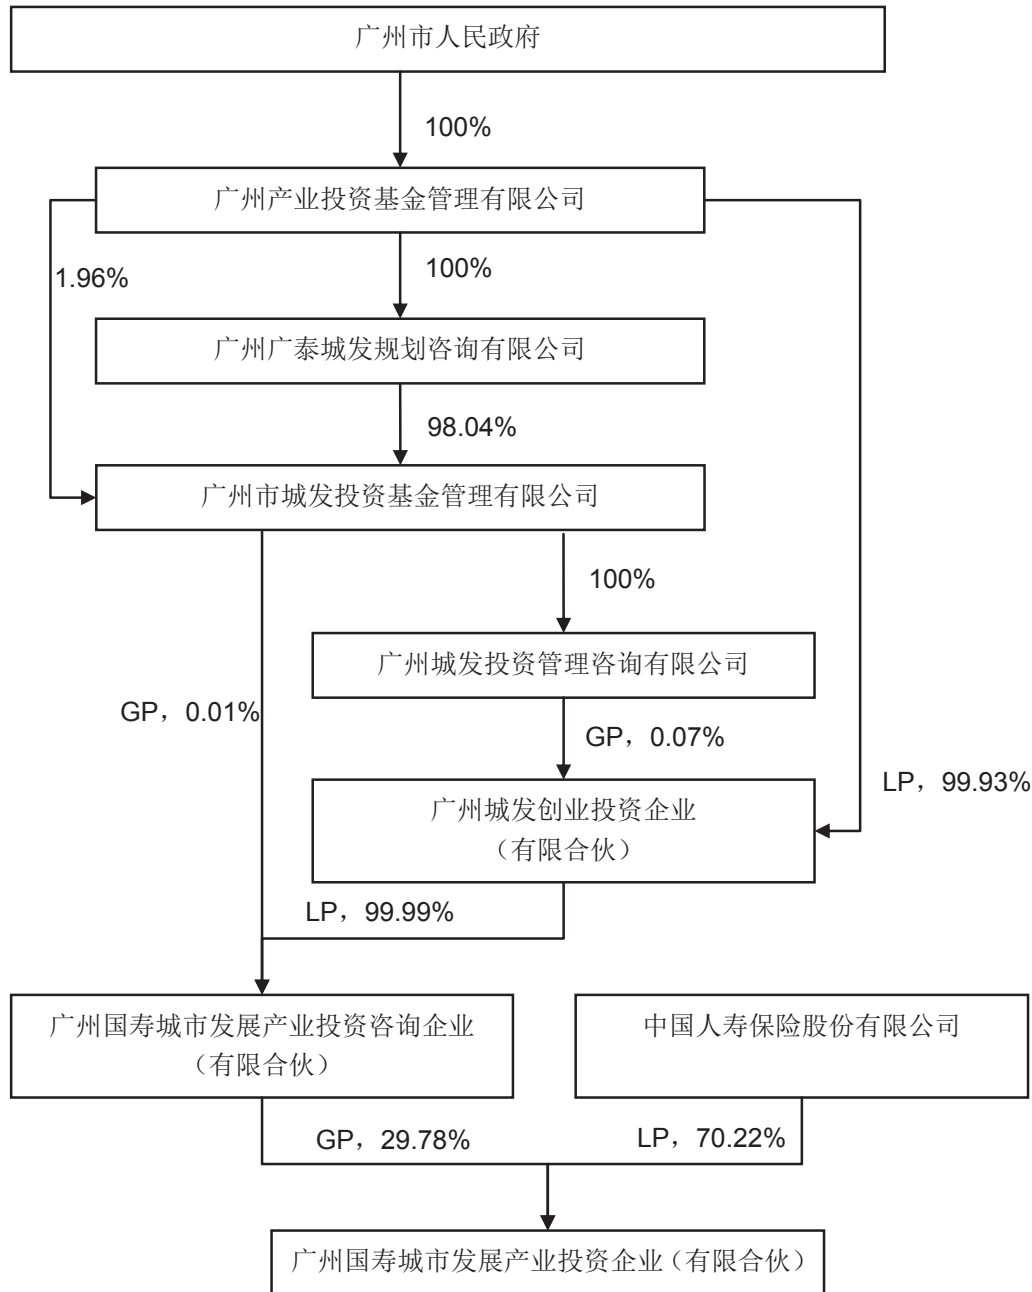 广州市人民政府
100%
广州产业投资基金管理有限公司
1.96%
100%
广州广泰城发规划咨询有限公司
98.04%
广州市城发投资基金管理有限公司
100%
广州城发投资管理咨询有限公司
GP，0.01%
GP，0.07%
LP，99.93%
广州城发创业投资企业
（有限合伙）
LP，99.99%
广州国寿城市发展产业投资咨询企业
（有限合伙）
中国人寿保险股份有限公司
GP，29.78%
LP，70.22%
广州国寿城市发展产业投资企业（有限合伙）